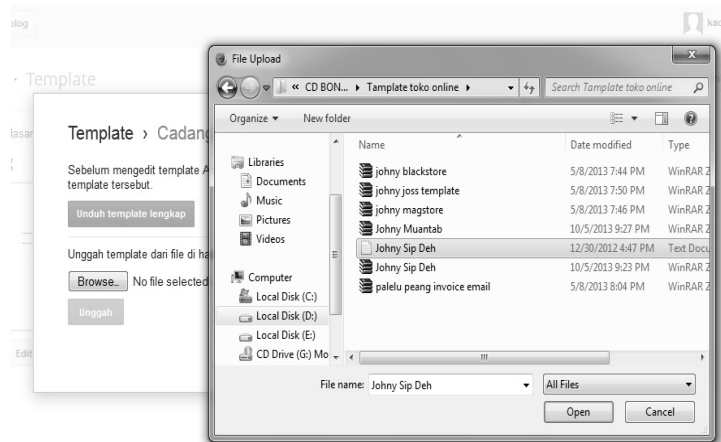 blog
kac
Template
Template › Cadang
Sebelum mengedit template A
template tersebut.
Unduh template lengkap
Unggah template dari file di ha
Browse_ No file selected
Unggah
Edit
File Upload
« CD BON... ▸ Tamplate toko online ▸
Search Tamplate toko online
Organize ▾ New folder
Libraries
Documents
Music
Pictures
Videos
Computer
Local Disk (C:)
Local Disk (D:)
Local Disk (E:)
CD Drive (G:) Mo
Name Date modified Type
johny blackstore 5/8/2013 7:44 PM WinRAR Z
johny joss template 5/8/2013 7:50 PM WinRAR Z
johny magstore 5/8/2013 7:46 PM WinRAR Z
Johny Muantab 10/5/2013 9:27 PM WinRAR Z
Johny Sip Deh 12/30/2012 4:47 PM Text Docu
Johny Sip Deh 10/5/2013 9:23 PM WinRAR Z
palelu peang invoice email 5/8/2013 8:04 PM WinRAR Z
File name: Johny Sip Deh
All Files
Open Cancel